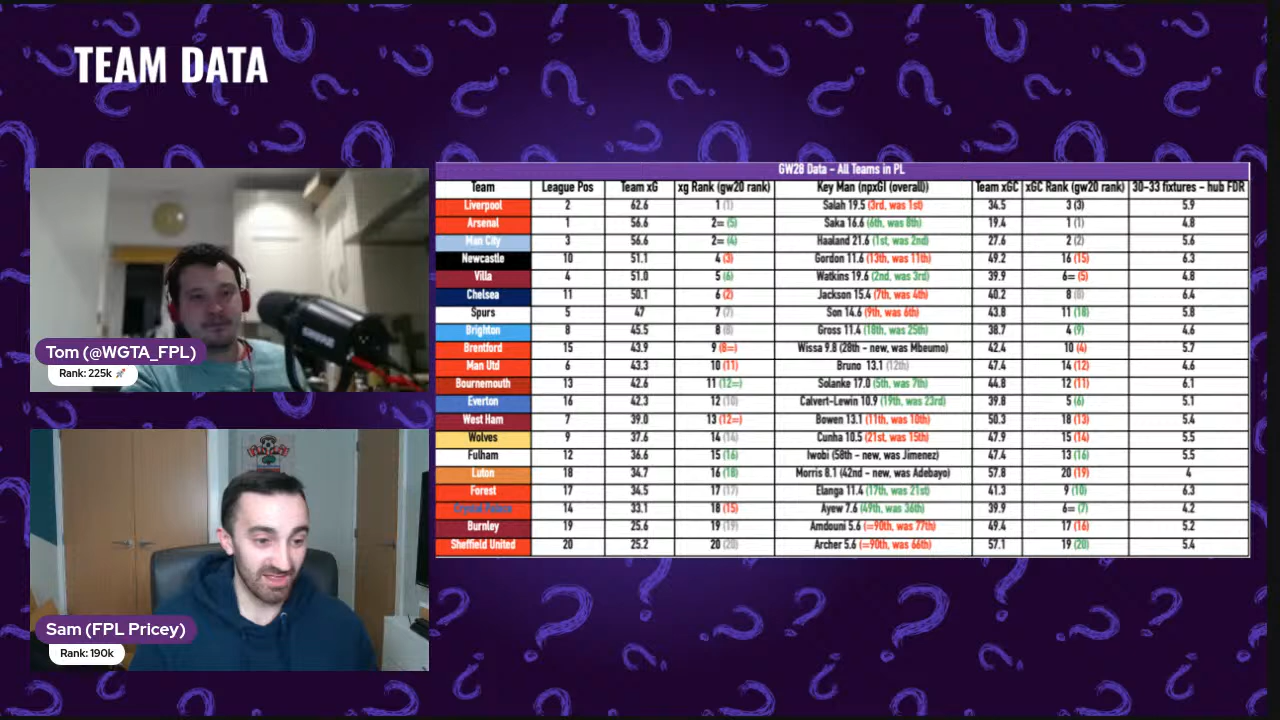 TEAM DATA
GW28 Data - All Teams in PL
Team League Pos Team xG xg Rank (gw20 rank) Key Man (npxGI (overall)) Team xGC xGC Rank (gw20 rank) 30-33 fixtures - hub FDR
Liverpool 2 62.6 1 (1) Salah 19.5 (3rd, was 1st) 34.5 3 (3) 5.9
Arsenal 1 56.6 2= (5) Saka 16.6 (6th, was 8th) 19.4 1 (1) 4.8
Man City 3 56.6 2= (4) Haaland 21.6 (1st, was 2nd) 27.6 2 (2) 5.6
Newcastle 10 51.1 4 (3) Gordon 11.6 (13th, was 11th) 49.2 16 (15) 6.3
Villa 4 51.0 5 (6) Watkins 19.6 (2nd, was 3rd) 39.9 6= (5) 4.8
Chelsea 11 50.1 6 (2) Jackson 15.4 (7th, was 4th) 40.2 8 (8) 6.4
Spurs 5 47 7 (7) Son 14.6 (9th, was 6th) 43.8 11 (18) 5.8
Brighton 8 45.5 8 (8) Gross 11.4 (18th, was 25th) 38.7 4 (9) 4.6
Brentford 15 43.9 9 (8=) Wissa 9.8 (28th - new, was Mbeumo) 42.4 10 (4) 5.7
Man Utd 6 43.3 10 (11) Bruno 13.1 (12th) 47.4 14 (12) 4.6
Bournemouth 13 42.6 11 (12=) Solanke 17.0 (5th, was 7th) 44.8 12 (11) 6.1
Everton 16 42.3 12 (10) Calvert-Lewin 10.9 (19th, was 23rd) 39.8 5 (6) 5.1
West Ham 7 39.0 13 (12=) Bowen 13.1 (11th, was 10th) 50.3 18 (13) 5.4
Wolves 9 37.6 14 (14) Cunha 10.5 (21st, was 15th) 47.9 15 (14) 5.5
Fulham 12 36.6 15 (16) Iwobi (58th - new, was Jimenez) 47.4 13 (16) 5.5
Luton 18 34.7 16 (18) Morris 8.1 (42nd - new, was Adebayo) 57.8 20 (19) 4
Forest 17 34.5 17 (17) Elanga 11.4 (17th, was 21st) 41.3 9 (10) 6.3
Crystal Palace 14 33.1 18 (15) Ayew 7.6 (49th, was 36th) 39.9 6= (7) 4.2
Burnley 19 25.6 19 (19) Amdouni 5.6 (=90th, was 77th) 49.4 17 (16) 5.2
Sheffield United 20 25.2 20 (20) Archer 5.6 (=90th, was 66th) 57.1 19 (20) 5.4
Tom (@WGTA_FPL)
Rank: 225k 🚀
Sam (FPL Pricey)
Rank: 190k